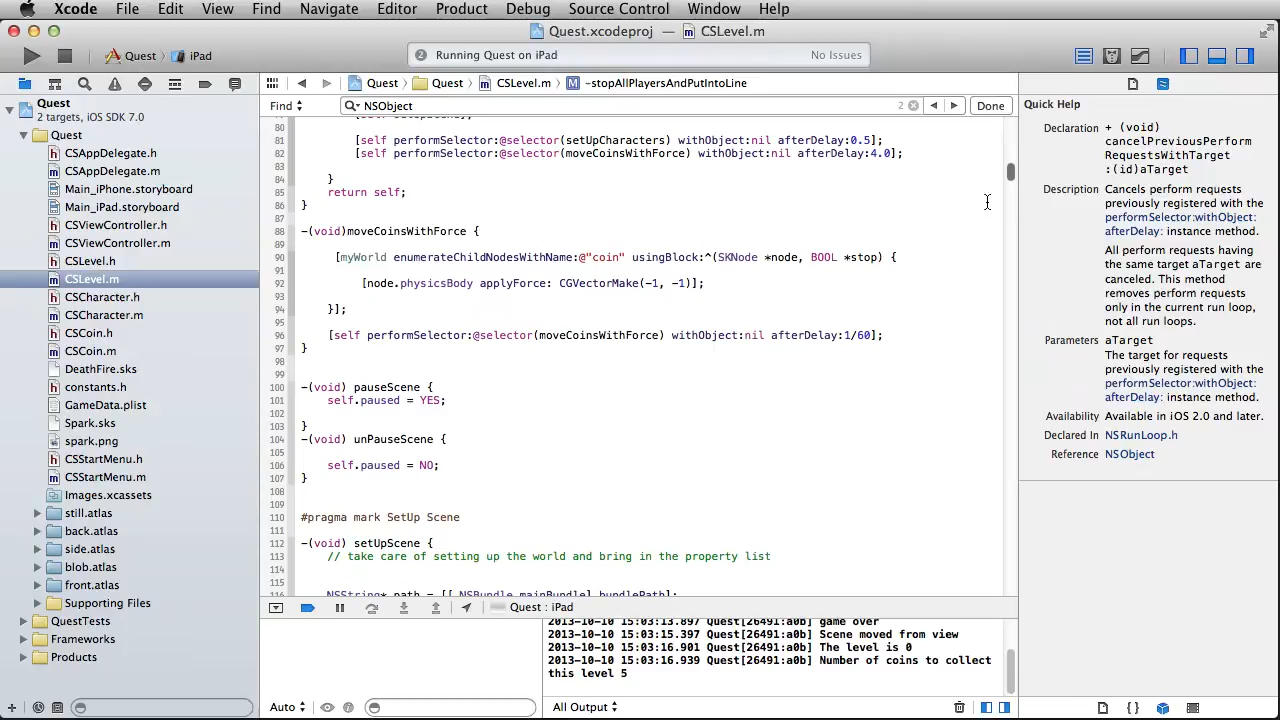 Xcode File Edit View Find Navigate Editor Product Debug Source Control Window Help
Quest.xcodeproj — CSLevel.m
Quest iPad
2 Running Quest on iPad No Issues
Quest Quest CSLevel.m M -stopAllPlayersAndPutIntoLine
Find NSObject 2 Done
Quest
2 targets, iOS SDK 7.0
Quest
CSAppDelegate.h
CSAppDelegate.m
Main_iPhone.storyboard
Main_iPad.storyboard
CSViewController.h
CSViewController.m
CSLevel.h
CSLevel.m
CSCharacter.h
CSCharacter.m
CSCoin.h
CSCoin.m
DeathFire.sks
constants.h
GameData.plist
Spark.sks
spark.png
CSStartMenu.h
CSStartMenu.m
Images.xcassets
still.atlas
back.atlas
side.atlas
blob.atlas
front.atlas
Supporting Files
QuestTests
Frameworks
Products
80
81 [self performSelector:@selector(setUpCharacters) withObject:nil afterDelay:0.5];
82 [self performSelector:@selector(moveCoinsWithForce) withObject:nil afterDelay:4.0];
83
84 }
85 return self;
86 }
87
88 -(void)moveCoinsWithForce {
89
90 [myWorld enumerateChildNodesWithName:@"coin" usingBlock:^(SKNode *node, BOOL *stop) {
91
92 [node.physicsBody applyForce: CGVectorMake(-1, -1)];
93
94 }];
95
96 [self performSelector:@selector(moveCoinsWithForce) withObject:nil afterDelay:1/60];
97 }
98
99
100 -(void) pauseScene {
101 self.paused = YES;
102
103 }
104 -(void) unPauseScene {
105
106 self.paused = NO;
107 }
108
109
110 #pragma mark SetUp Scene
111
112 -(void) setUpScene {
113 // take care of setting up the world and bring in the property list
114
115
116 NSString* path = [[ NSBundle mainBundle] bundlePath];
Quick Help
Declaration + (void)
cancelPreviousPerform
RequestsWithTarget
:(id)aTarget
Description Cancels perform requests
previously registered with the
performSelector:withObject:
afterDelay: instance method.
All perform requests having
the same target aTarget are
canceled. This method
removes perform requests
only in the current run loop,
not all run loops.
Parameters aTarget
The target for requests
previously registered with the
performSelector:withObject:
afterDelay: instance method.
Availability Available in iOS 2.0 and later.
Declared In NSRunLoop.h
Reference NSObject
Quest : iPad
2013-10-10 15:03:13.897 Quest[26491:a0b] game over
2013-10-10 15:03:15.397 Quest[26491:a0b] Scene moved from view
2013-10-10 15:03:16.901 Quest[26491:a0b] The level is 0
2013-10-10 15:03:16.939 Quest[26491:a0b] Number of coins to collect
this level 5
Auto
All Output